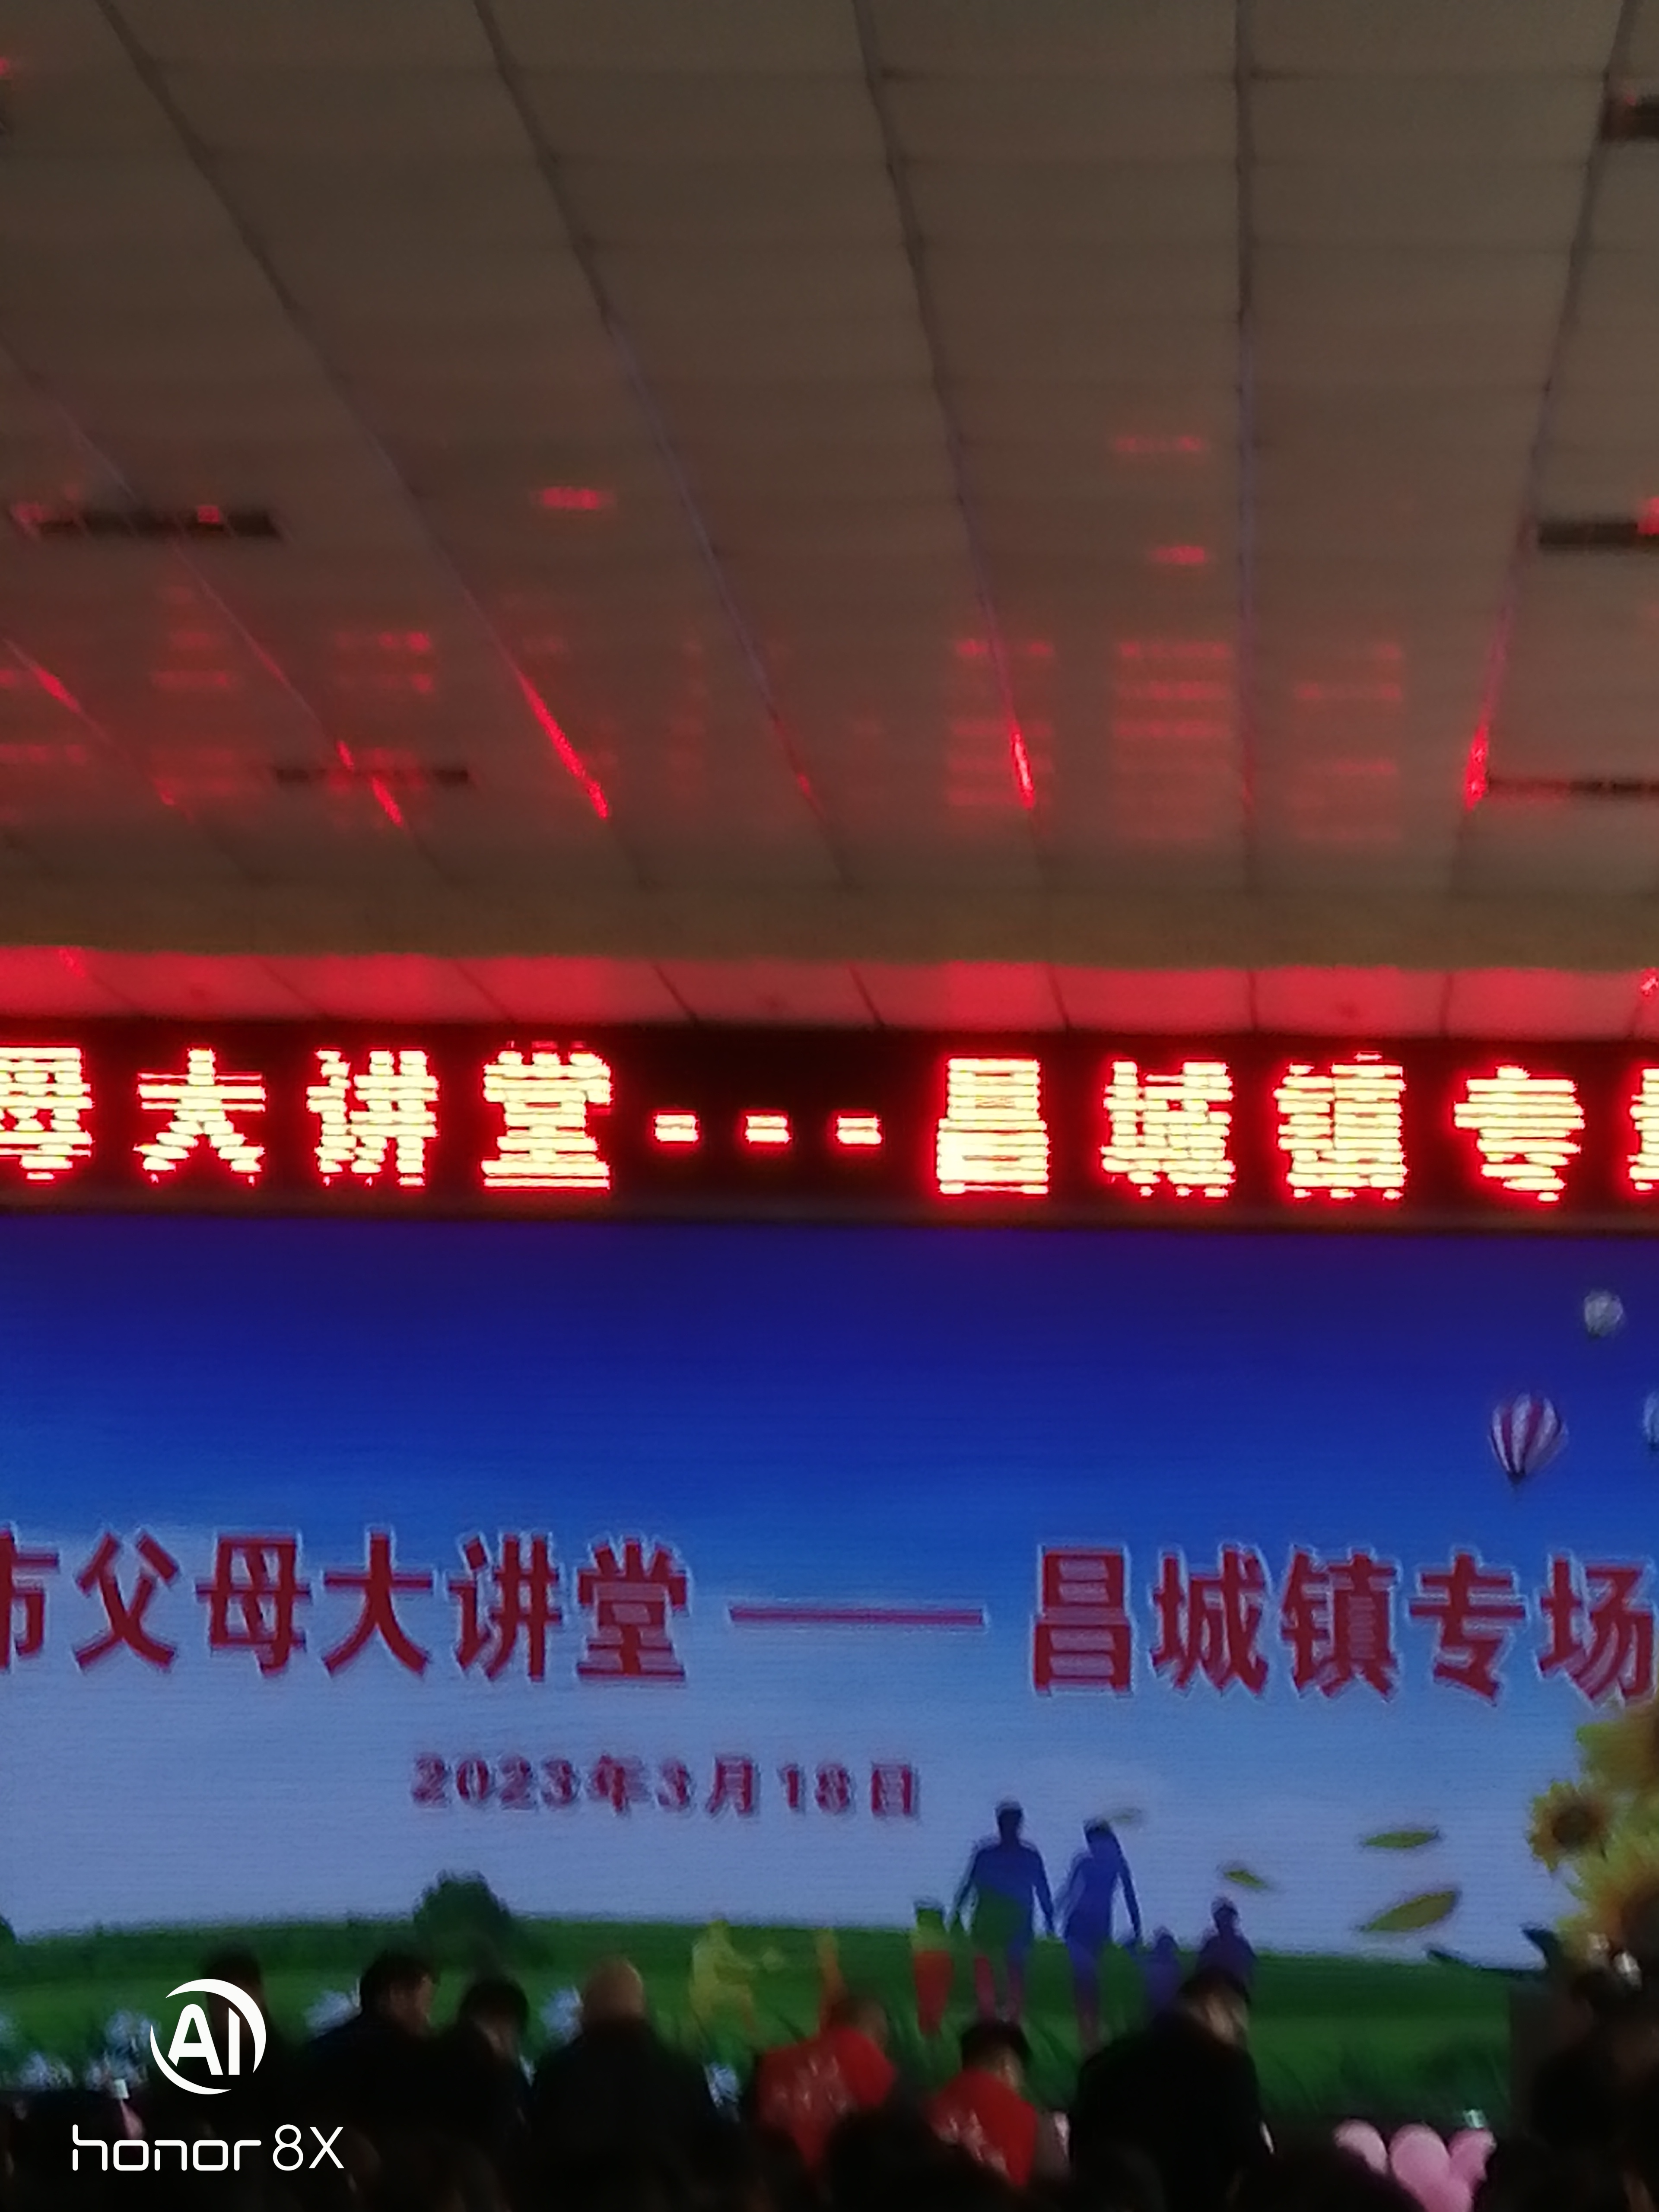 母大讲堂---昌城镇专
市父母大讲堂——昌城镇专场
2023年3月18日
AI
honor 8X